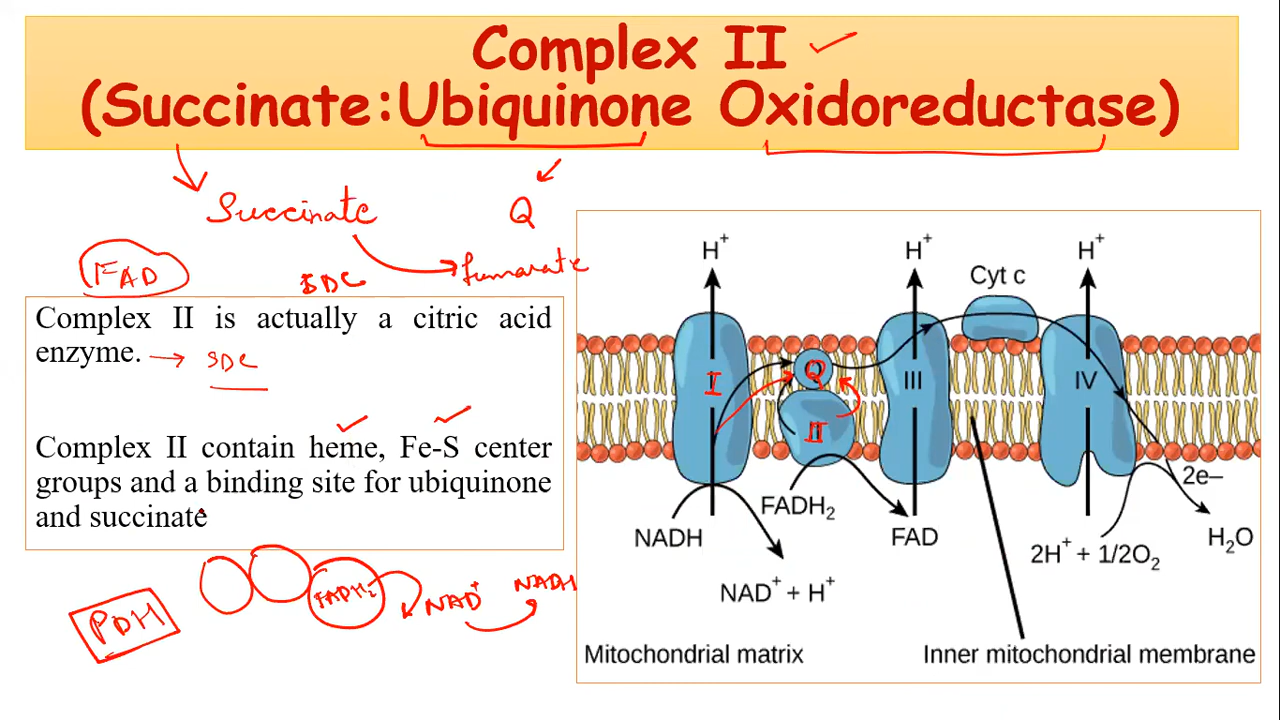 Complex II
(Succinate:Ubiquinone Oxidoreductase)
Succinate
Q
FAD
SDC
fumarate
Complex II is actually a citric acid
enzyme. → SDC
Complex II contain heme, Fe-S center
groups and a binding site for ubiquinone
and succinate
PDH
FADH₂
NAD⁺
NADH
H⁺
H⁺
H⁺
Cyt c
I
Q
II
III
IV
NADH
FADH₂
FAD
NAD⁺ + H⁺
2e–
2H⁺ + 1/2O₂
H₂O
Mitochondrial matrix
Inner mitochondrial membrane